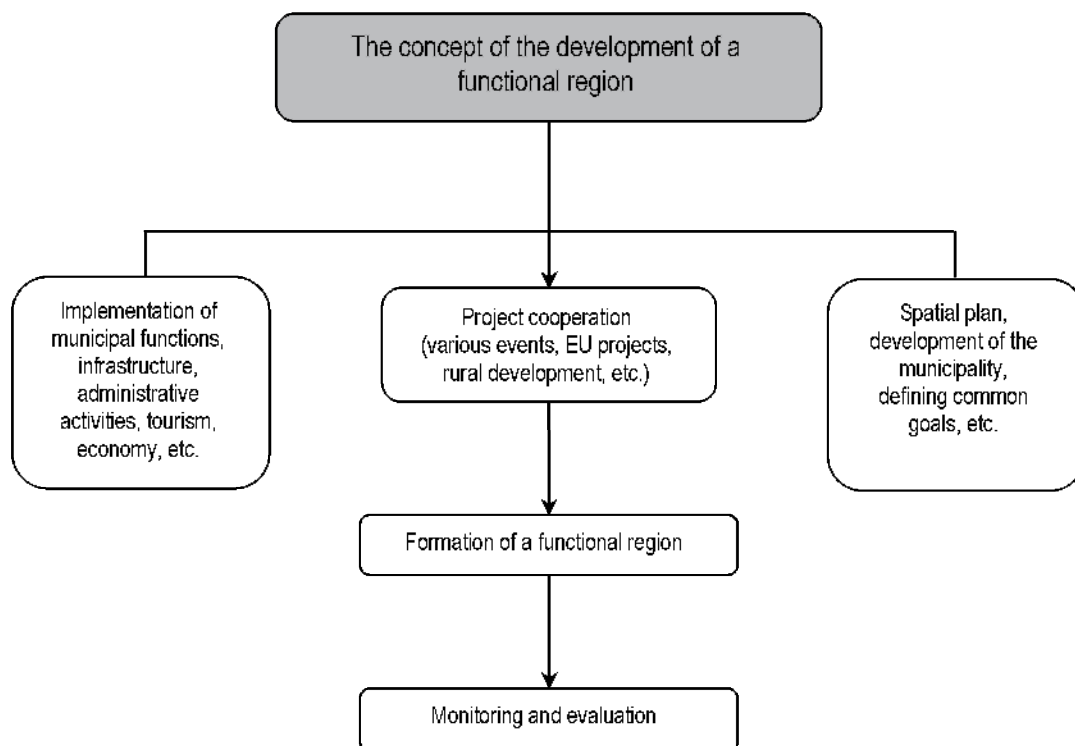 The concept of the development of a
functional region
Implementation of
municipal functions,
infrastructure,
administrative
activities, tourism,
economy, etc.
Project cooperation
(various events, EU projects,
rural development, etc.)
Spatial plan,
development of the
municipality,
defining common
goals, etc.
Formation of a functional region
Monitoring and evaluation